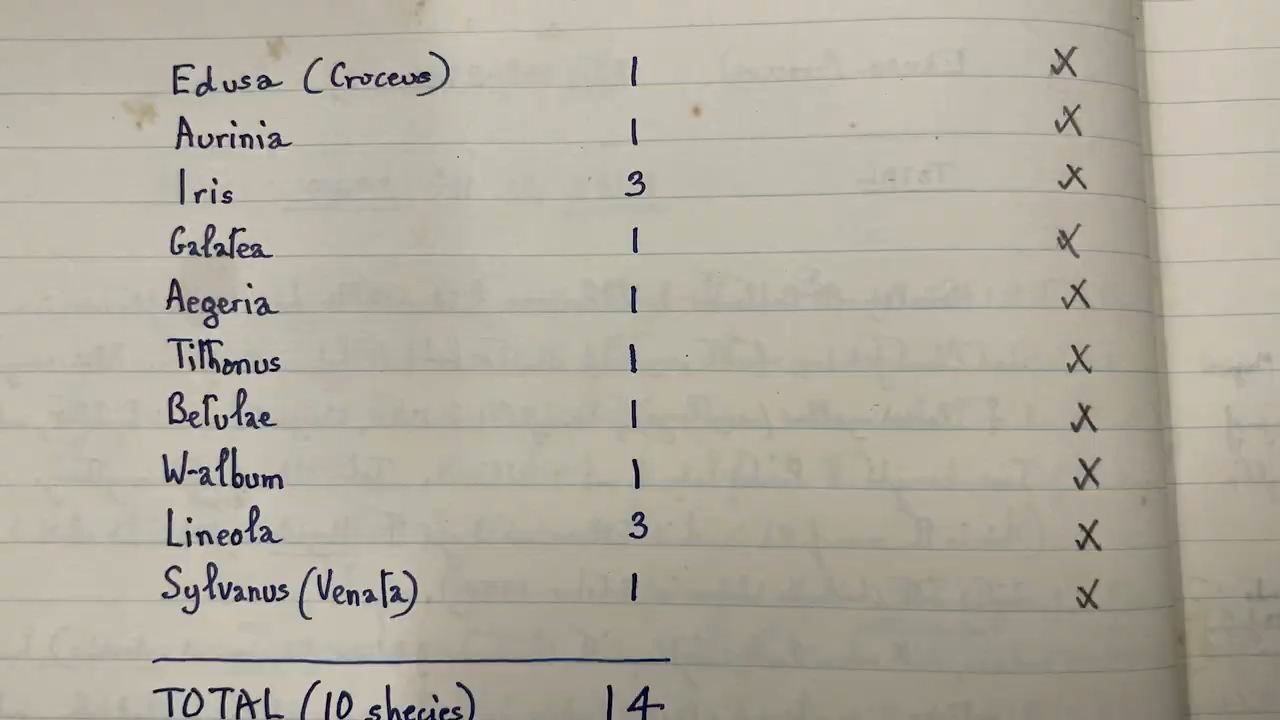 Edusa (Croceus) 1 X
Aurinia 1 X
Iris 3 X
Galatea 1 X
Aegeria 1 X
Tithonus 1 X
Betulae 1 X
W-album 1 X
Lineola 3 X
Sylvanus (Venata) 1 X
TOTAL (10 species) 14